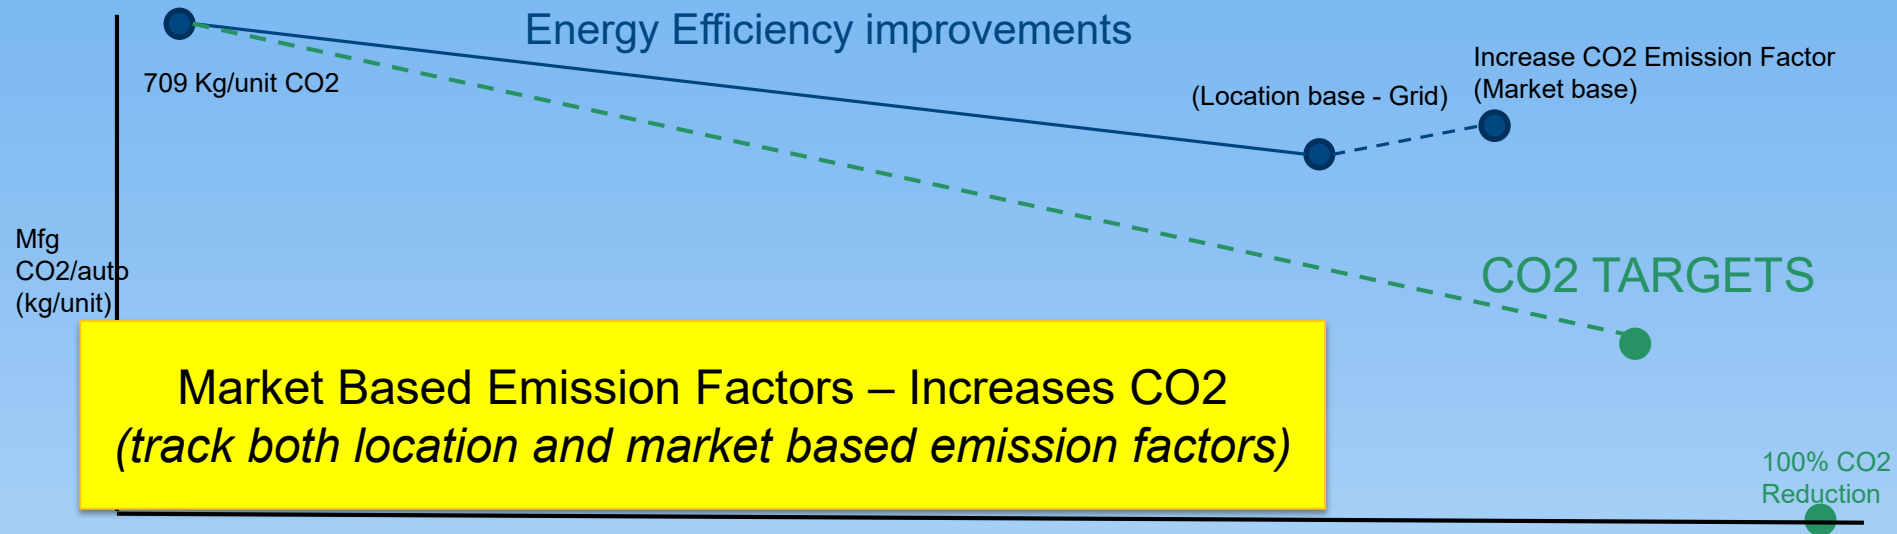 Energy Efficiency improvements
709 Kg/unit CO2
(Location base - Grid)
Increase CO2 Emission Factor
(Market base)
Mfg
CO2/auto
(kg/unit)
CO2 TARGETS
Market Based Emission Factors – Increases CO2
(track both location and market based emission factors)
100% CO2
Reduction